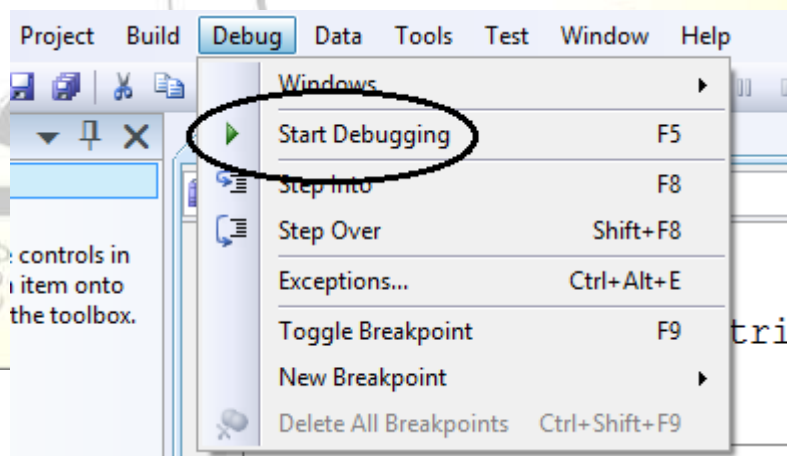 Project Build Debug Data Tools Test Window Help
Windows
Start Debugging F5
Step Into F8
Step Over Shift+F8
controls in
item onto
the toolbox.
Exceptions... Ctrl+Alt+E
Toggle Breakpoint F9
tri
New Breakpoint
Delete All Breakpoints Ctrl+Shift+F9